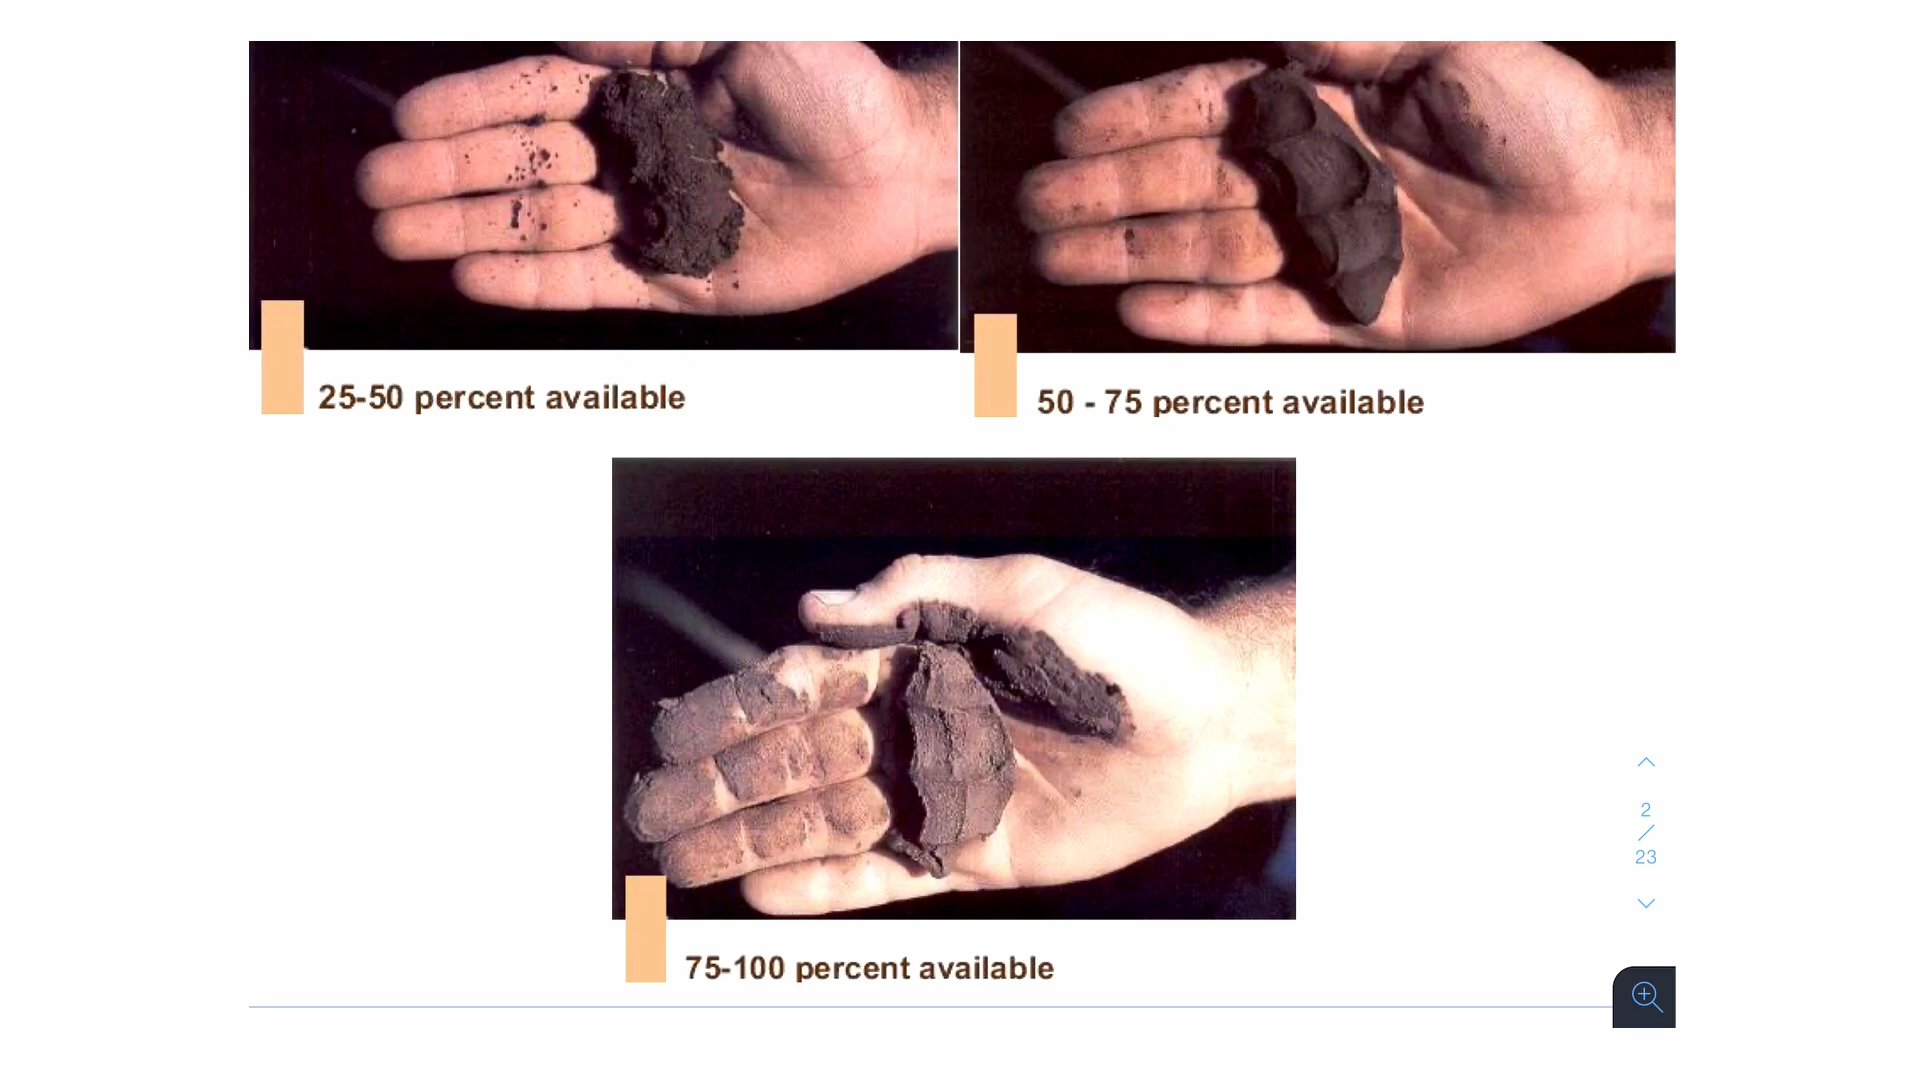 25-50 percent available
50 - 75 percent available
75-100 percent available
2
/
23